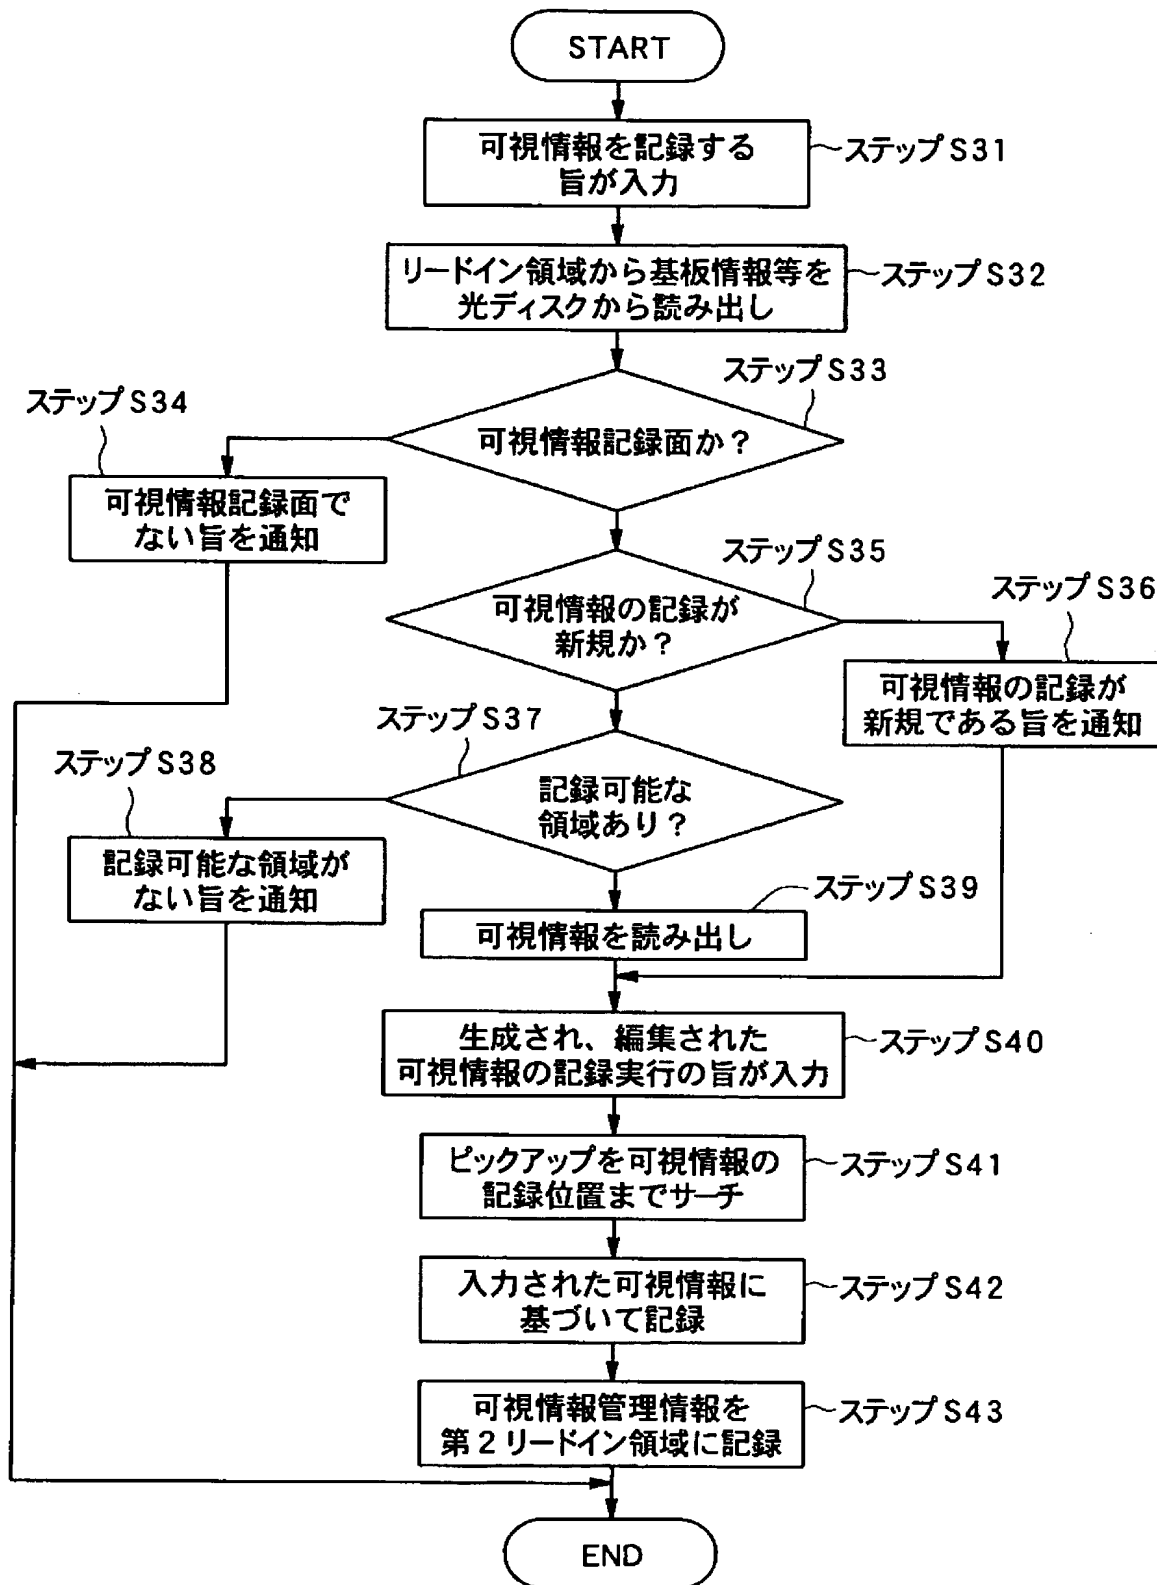 START
可視情報を記録する
旨が入力
ステップS31
リードイン領域から基板情報等を
光ディスクから読み出し
ステップS32
ステップS33
可視情報記録面か？
ステップS34
可視情報記録面で
ない旨を通知
ステップS35
可視情報の記録が
新規か？
ステップS36
可視情報の記録が
新規である旨を通知
ステップS37
記録可能な
領域あり？
ステップS38
記録可能な領域が
ない旨を通知
ステップS39
可視情報を読み出し
生成され、編集された
可視情報の記録実行の旨が入力
ステップS40
ピックアップを可視情報の
記録位置までサーチ
ステップS41
入力された可視情報に
基づいて記録
ステップS42
可視情報管理情報を
第２リードイン領域に記録
ステップS43
END